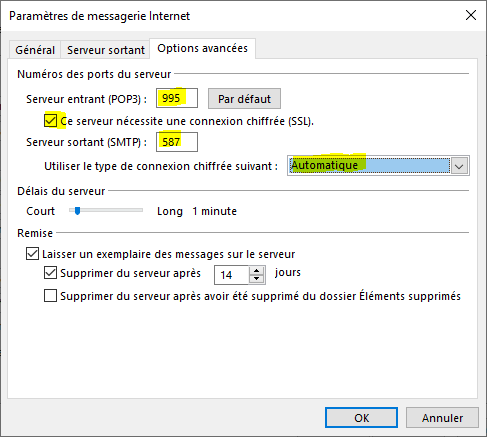 Paramètres de messagerie Internet
Général Serveur sortant Options avancées
Numéros des ports du serveur
Serveur entrant (POP3) : 995 Par défaut
Ce serveur nécessite une connexion chiffrée (SSL).
Serveur sortant (SMTP) : 587
Utiliser le type de connexion chiffrée suivant : Automatique
Délais du serveur
Court Long 1 minute
Remise
Laisser un exemplaire des messages sur le serveur
Supprimer du serveur après 14 jours
Supprimer du serveur après avoir été supprimé du dossier Éléments supprimés
OK Annuler